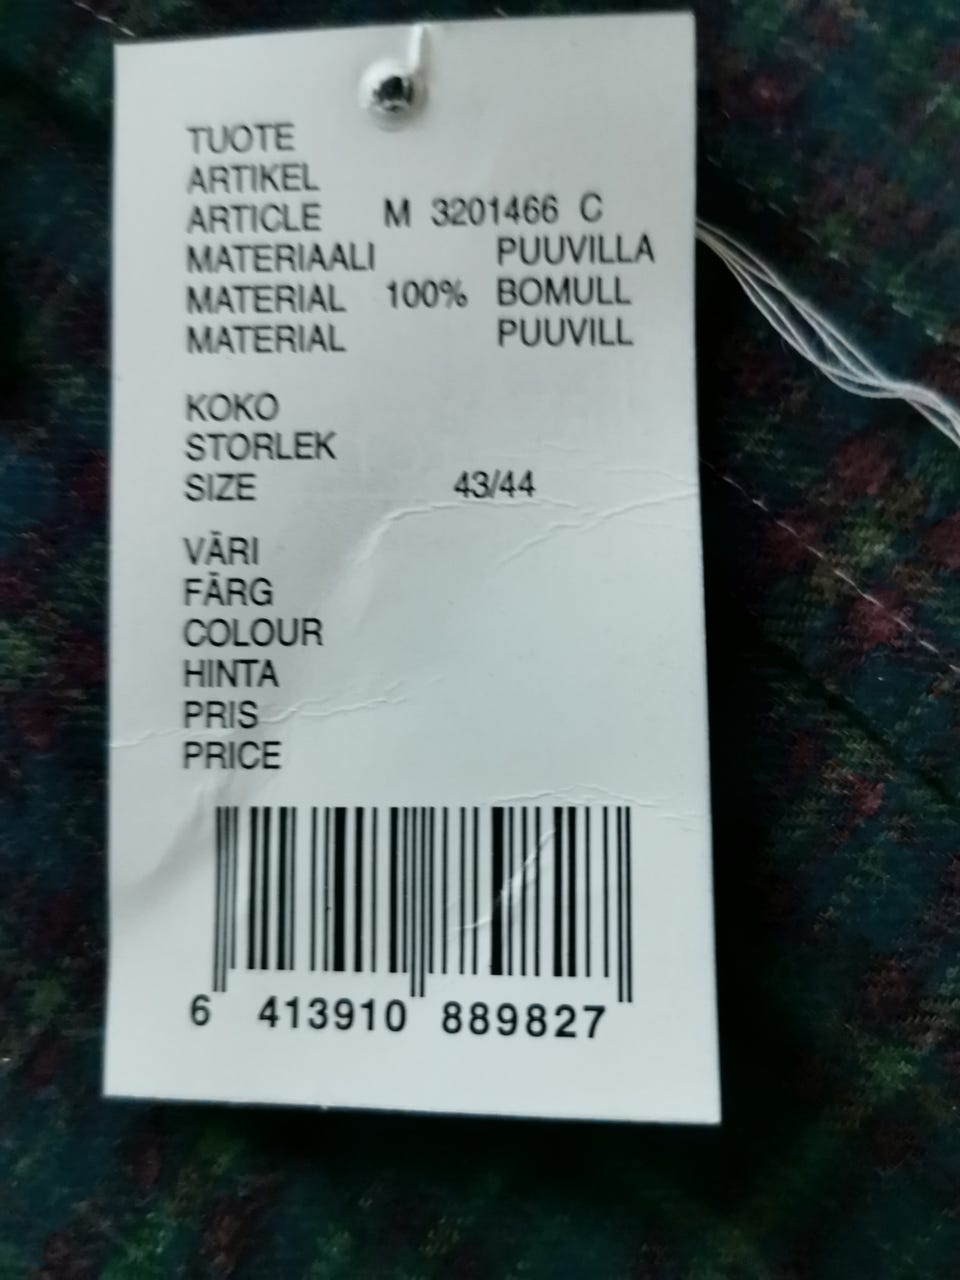 TUOTE
ARTIKEL
ARTICLE M 3201466 C
MATERIAALI PUUVILLA
MATERIAL 100% BOMULL
MATERIAL PUUVILL
KOKO
STORLEK
SIZE 43/44
VÄRI
FÄRG
COLOUR
HINTA
PRIS
PRICE
6 413910 889827